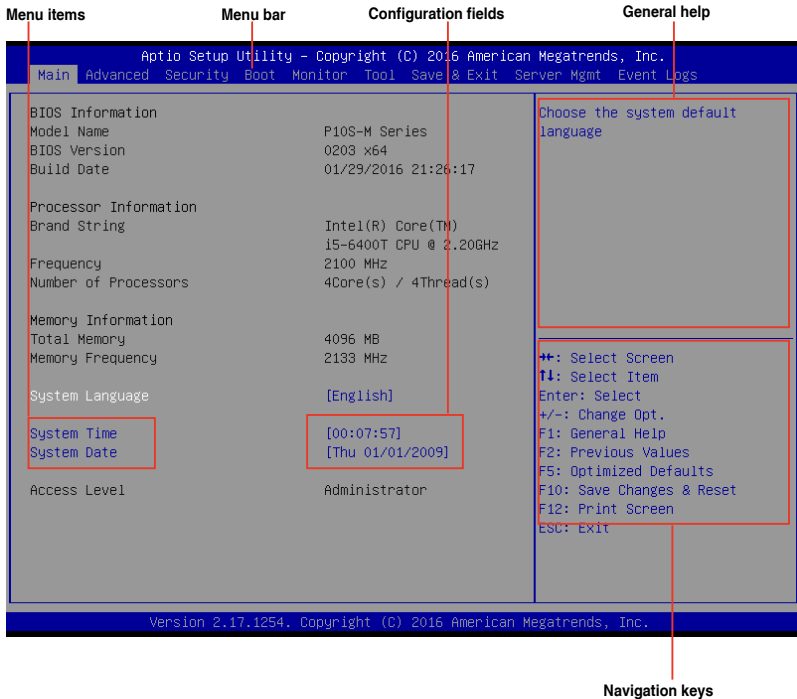 Menu items Menu bar Configuration fields General help
Aptio Setup Utility – Copyright (C) 2016 American Megatrends, Inc.
Main Advanced Security Boot Monitor Tool Save & Exit Server Mgmt Event Logs
BIOS Information
Model Name P10S-M Series
BIOS Version 0203 x64
Build Date 01/29/2016 21:26:17
Processor Information
Brand String Intel(R) Core(TM)
i5-6400T CPU @ 2.20GHz
Frequency 2100 MHz
Number of Processors 4Core(s) / 4Thread(s)
Memory Information
Total Memory 4096 MB
Memory Frequency 2133 MHz
System Language [English]
System Time [00:07:57]
System Date [Thu 01/01/2009]
Access Level Administrator
Choose the system default
language
→←: Select Screen
↑↓: Select Item
Enter: Select
+/-: Change Opt.
F1: General Help
F2: Previous Values
F5: Optimized Defaults
F10: Save Changes & Reset
F12: Print Screen
ESC: Exit
Version 2.17.1254. Copyright (C) 2016 American Megatrends, Inc.
Navigation keys